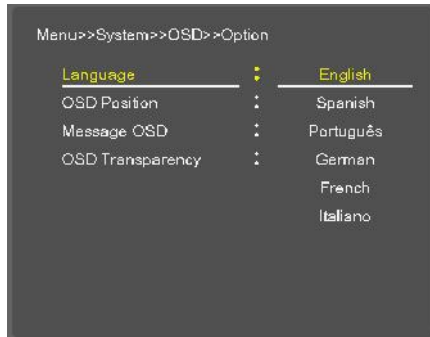 Menu>>System>>OSD>>Option
Language : English
OSD Position : Spanish
Message OSD : Português
OSD Transparency : German
French
Italiano